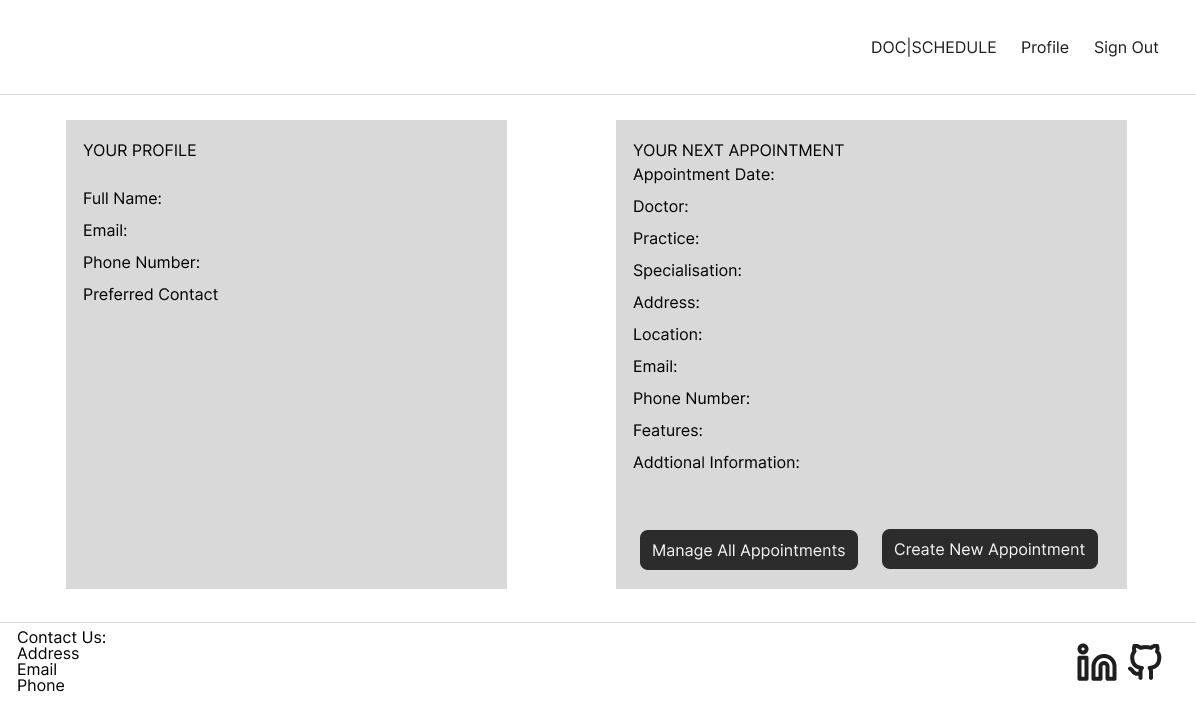 DOC|SCHEDULE Profile Sign Out
YOUR PROFILE
Full Name:
Email:
Phone Number:
Preferred Contact
YOUR NEXT APPOINTMENT
Appointment Date:
Doctor:
Practice:
Specialisation:
Address:
Location:
Email:
Phone Number:
Features:
Addtional Information:
Manage All Appointments
Create New Appointment
Contact Us:
Address
Email
Phone
in